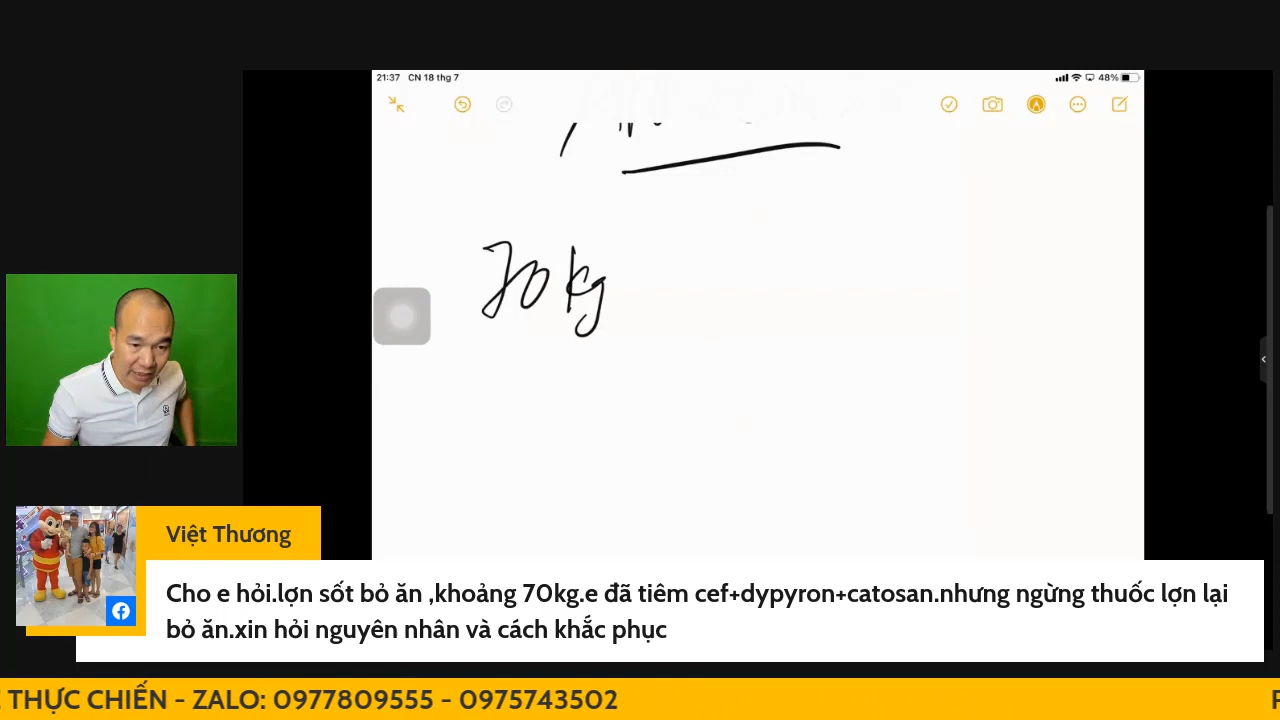 21:37 CN 18 thg 7
48%
70 kg
Việt Thương
Cho e hỏi.lợn sốt bỏ ăn ,khoảng 70kg.e đã tiêm cef+dypyron+catosan.nhưng ngừng thuốc lợn lại
bỏ ăn.xin hỏi nguyên nhân và cách khắc phục
THỰC CHIẾN - ZALO: 0977809555 - 0975743502